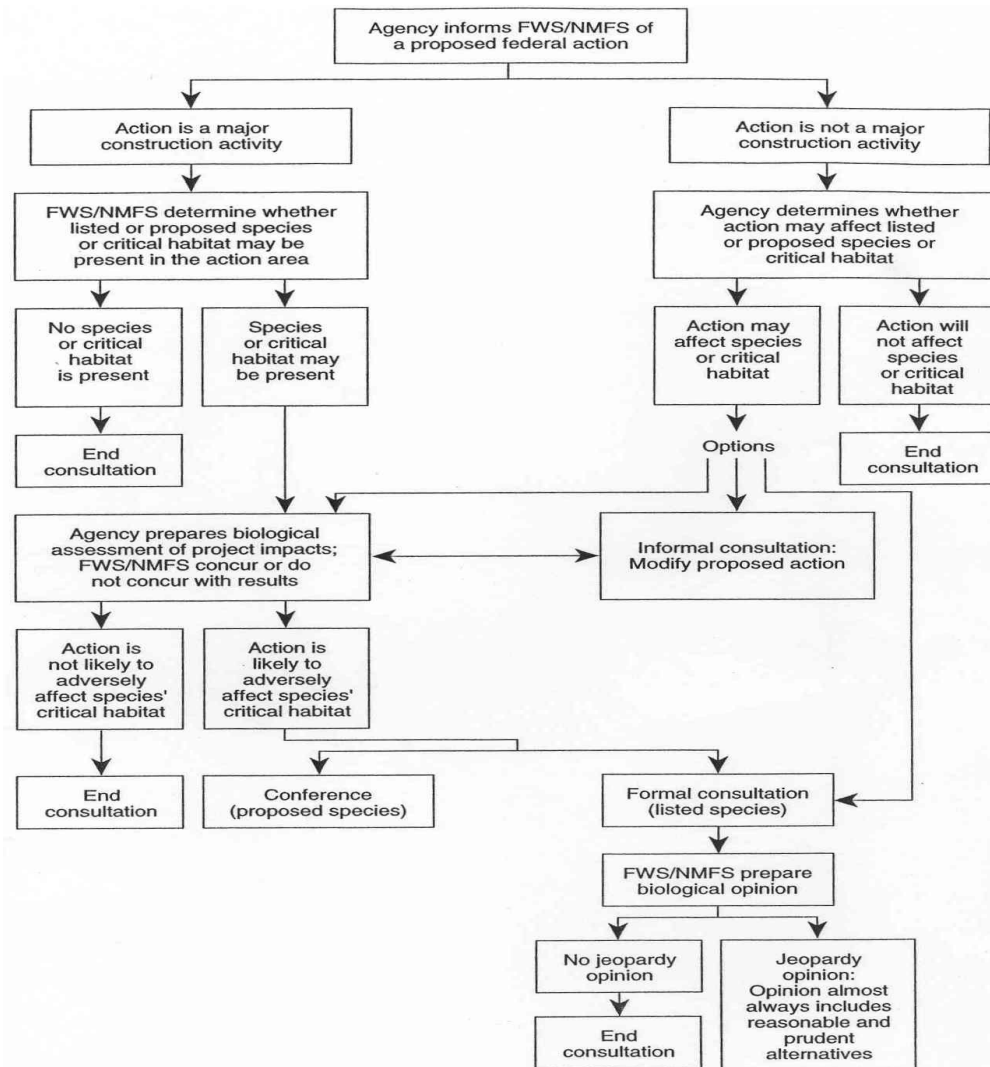 Agency informs FWS/NMFS of
a proposed federal action
Action is a major
construction activity
Action is not a major
construction activity
FWS/NMFS determine whether
listed or proposed species
or critical habitat may be
present in the action area
Agency determines whether
action may affect listed
or proposed species or
critical habitat
No species
or critical
habitat
is present
Species
or critical
habitat may
be present
Action may
affect species
or critical
habitat
Action will
not affect
species
or critical
habitat
End
consultation
Options
End
consultation
Agency prepares biological
assessment of project impacts;
FWS/NMFS concur or do
not concur with results
Informal consultation:
Modify proposed action
Action is
not likely to
adversely
affect species'
critical habitat
Action is
likely to
adversely
affect species'
critical habitat
End
consultation
Conference
(proposed species)
Formal consultation
(listed species)
FWS/NMFS prepare
biological opinion
No jeopardy
opinion
Jeopardy
opinion:
Opinion almost
always includes
reasonable and
prudent
alternatives
End
consultation